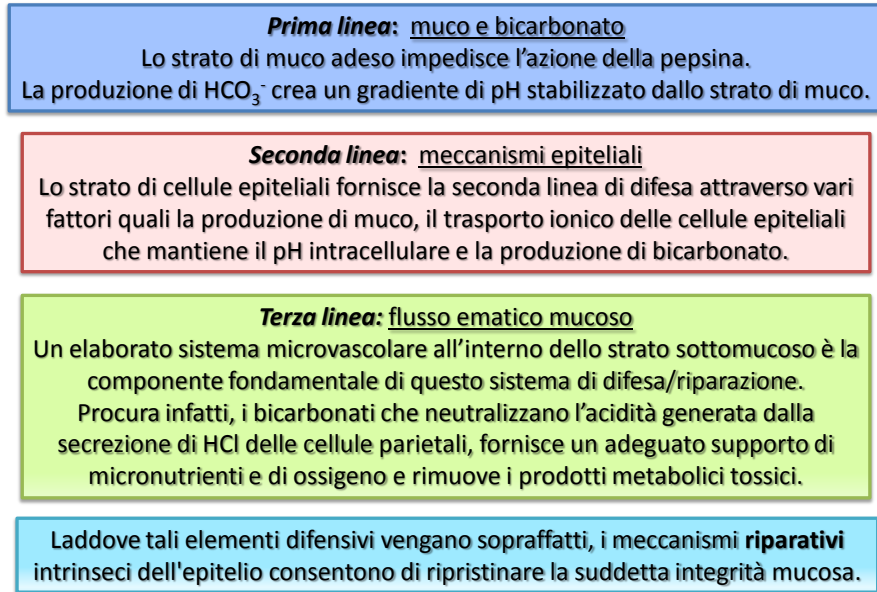 Prima linea: muco e bicarbonato
Lo strato di muco adeso impedisce l’azione della pepsina.
La produzione di HCO3- crea un gradiente di pH stabilizzato dallo strato di muco.
Seconda linea: meccanismi epiteliali
Lo strato di cellule epiteliali fornisce la seconda linea di difesa attraverso vari
fattori quali la produzione di muco, il trasporto ionico delle cellule epiteliali
che mantiene il pH intracellulare e la produzione di bicarbonato.
Terza linea: flusso ematico mucoso
Un elaborato sistema microvascolare all’interno dello strato sottomucoso è la
componente fondamentale di questo sistema di difesa/riparazione.
Procura infatti, i bicarbonati che neutralizzano l’acidità generata dalla
secrezione di HCl delle cellule parietali, fornisce un adeguato supporto di
micronutrienti e di ossigeno e rimuove i prodotti metabolici tossici.
Laddove tali elementi difensivi vengano sopraffatti, i meccanismi riparativi
intrinseci dell'epitelio consentono di ripristinare la suddetta integrità mucosa.